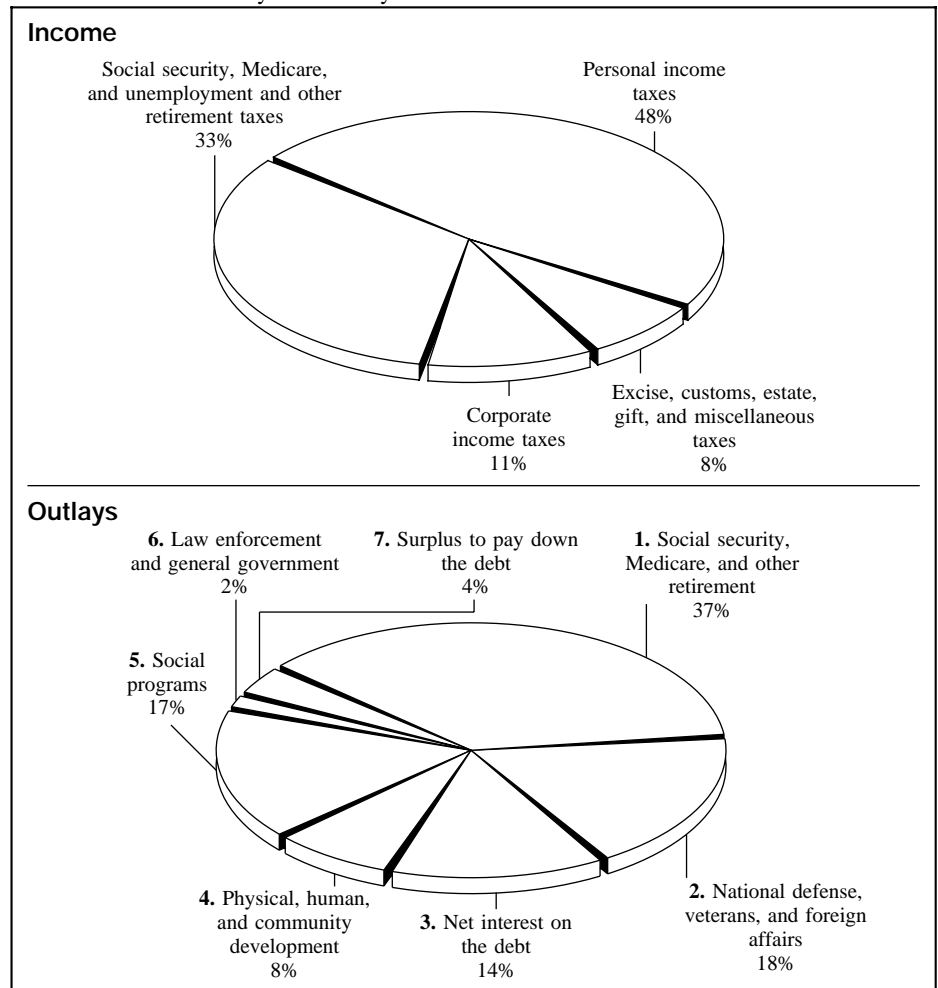 Income
Social security, Medicare,
and unemployment and other
retirement taxes
33%
Personal income
taxes
48%
Corporate
income taxes
11%
Excise, customs, estate,
gift, and miscellaneous
taxes
8%
Outlays
6. Law enforcement
and general government
2%
7. Surplus to pay down
the debt
4%
1. Social security,
Medicare, and other
retirement
37%
5. Social
programs
17%
4. Physical, human,
and community
development
8%
3. Net interest on
the debt
14%
2. National defense,
veterans, and foreign
affairs
18%